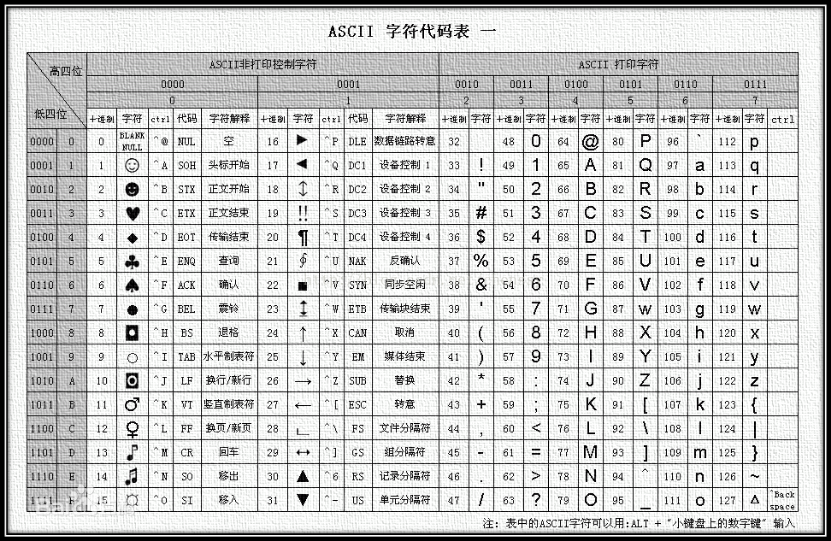 ASCII 字符代码表 一
高四位 ASCII非打印控制字符 ASCII 打印字符
0000 0001 0010 0011 0100 0101 0110 0111
0 1 2 3 4 5 6 7
低四位 十进制 字符 ctrl 代码 字符解释 十进制 字符 ctrl 代码 字符解释 十进制 字符 十进制 字符 十进制 字符 十进制 字符 十进制 字符 十进制 字符 ctrl
0000 0 0 BLANK NULL ^@ NUL 空 16 ► ^P DLE 数据链路转意 32 48 0 64 @ 80 P 96 ` 112 p
0001 1 1 ☺ ^A SOH 头标开始 17 ◄ ^Q DC1 设备控制 1 33 ! 49 1 65 A 81 Q 97 a 113 q
0010 2 2 ☻ ^B STX 正文开始 18 ↕ ^R DC2 设备控制 2 34 " 50 2 66 B 82 R 98 b 114 r
0011 3 3 ♥ ^C ETX 正文结束 19 ‼ ^S DC3 设备控制 3 35 # 51 3 67 C 83 S 99 c 115 s
0100 4 4 ♦ ^D EOT 传输结束 20 ¶ ^T DC4 设备控制 4 36 $ 52 4 68 D 84 T 100 d 116 t
0101 5 5 ♣ ^E ENQ 查询 21 ∮ ^U NAK 反确认 37 % 53 5 69 E 85 U 101 e 117 u
0110 6 6 ♠ ^F ACK 确认 22 ■ ^V SYN 同步空闲 38 & 54 6 70 F 86 V 102 f 118 v
0111 7 7 ● ^G BEL 震铃 23 ↨ ^W ETB 传输块结束 39 ' 55 7 71 G 87 w 103 g 119 w
1000 8 8 ◘ ^H BS 退格 24 ↑ ^X CAN 取消 40 ( 56 8 72 H 88 X 104 h 120 x
1001 9 9 ○ ^I TAB 水平制表符 25 ↓ ^Y EM 媒体结束 41 ) 57 9 73 I 89 Y 105 i 121 y
1010 A 10 ◙ ^J LF 换行/新行 26 → ^Z SUB 替换 42 * 58 : 74 J 90 Z 106 j 122 z
1011 B 11 ♂ ^K VT 竖直制表符 27 ← ^[ ESC 转意 43 + 59 ; 75 K 91 [ 107 k 123 {
1100 C 12 ♀ ^L FF 换页/新页 28 ∟ ^\ FS 文件分隔符 44 , 60 < 76 L 92 \ 108 l 124 |
1101 D 13 ♪ ^M CR 回车 29 ↔ ^] GS 组分隔符 45 - 61 = 77 M 93 ] 109 m 125 }
1110 E 14 ♫ ^N SO 移出 30 ▲ ^6 RS 记录分隔符 46 . 62 > 78 N 94 ^ 110 n 126 ~
1111 15 ☼ ^O SI 移入 31 ▼ ^- US 单元分隔符 47 / 63 ? 79 O 95 _ 111 o 127 Δ ^Back space
注: 表中的ASCII字符可以用:ALT + "小键盘上的数字键" 输入